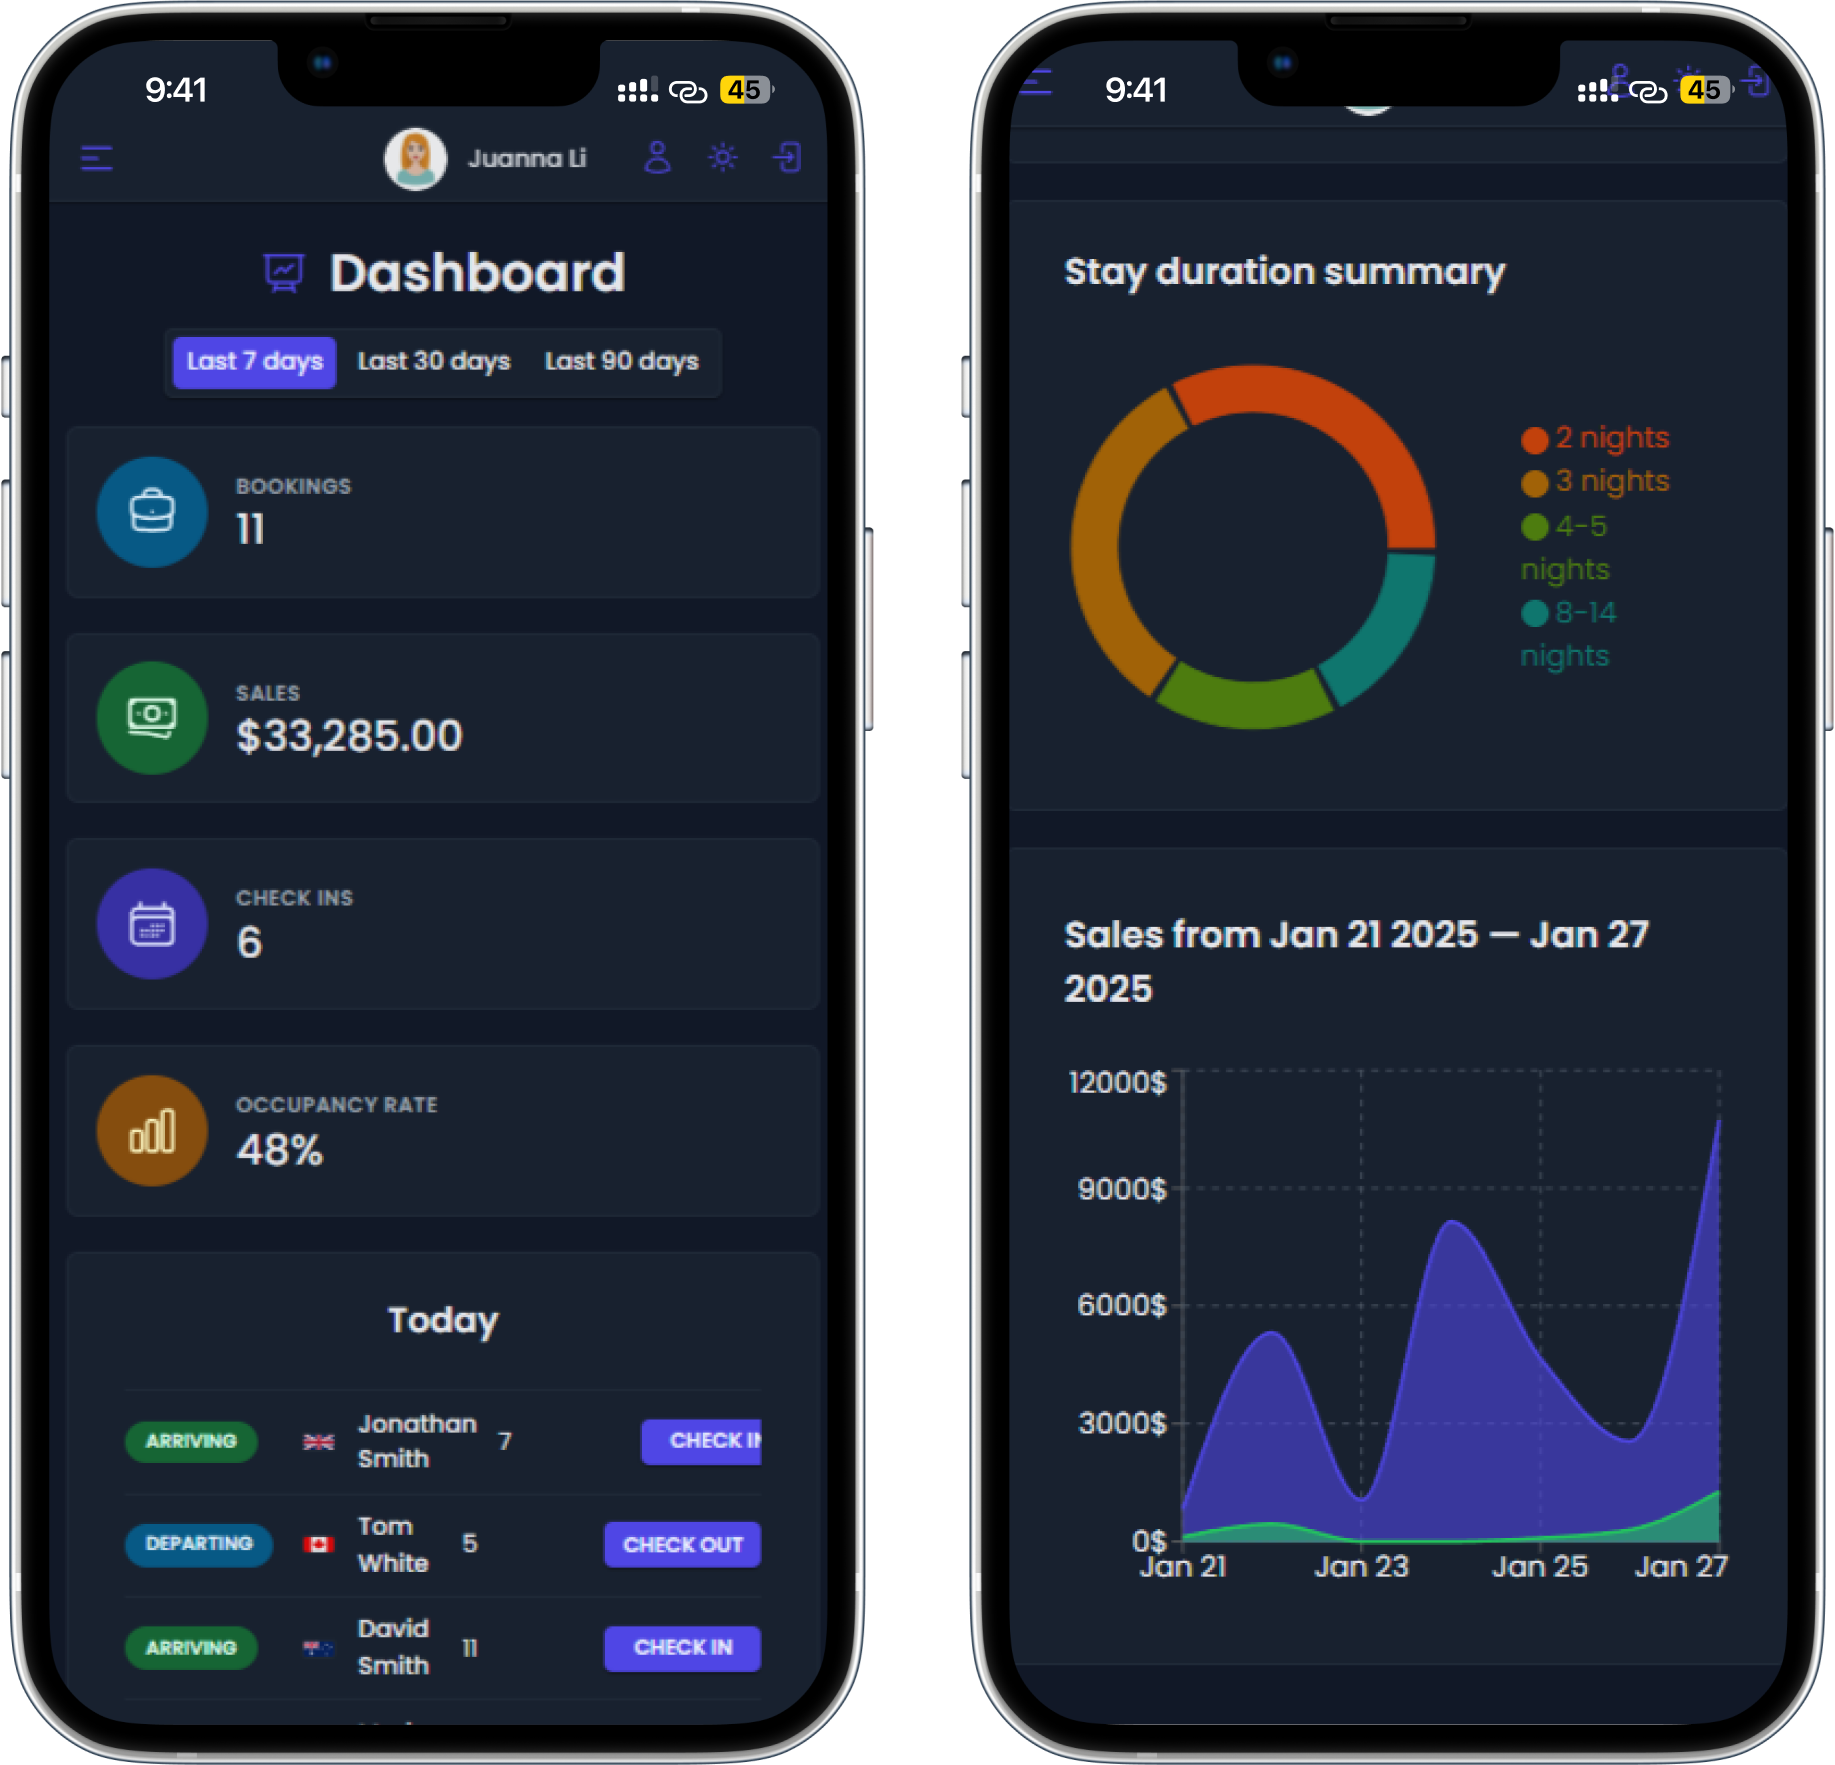 9:41
45
Juanna Li
Dashboard
Last 7 days Last 30 days Last 90 days
BOOKINGS
11
SALES
$33,285.00
CHECK INS
6
OCCUPANCY RATE
48%
Today
ARRIVING Jonathan Smith 7 CHECK IN
DEPARTING Tom White 5 CHECK OUT
ARRIVING David Smith 11 CHECK IN
9:41
45
Stay duration summary
2 nights
3 nights
4–5
nights
8–14
nights
Sales from Jan 21 2025 — Jan 27
2025
12000$
9000$
6000$
3000$
0$
Jan 21 Jan 23 Jan 25 Jan 27